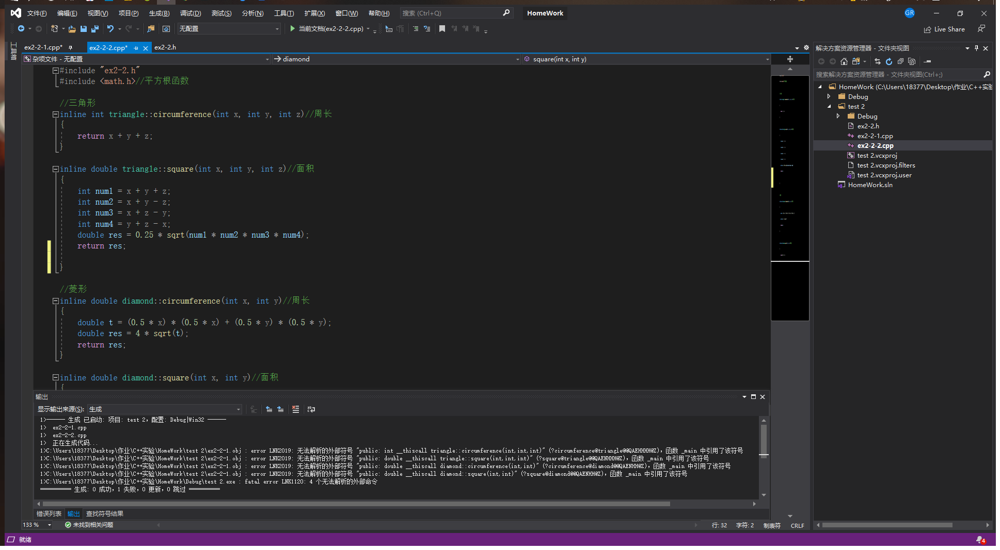 文件(F) 编辑(E) 视图(V) 项目(P) 生成(B) 调试(D) 测试(S) 分析(N) 工具(T) 扩展(X) 窗口(W) 帮助(H) 搜索 (Ctrl+Q) HomeWork GR
无配置 当前文档(ex2-2-2.cpp) Live Share
工具箱
ex2-2-1.cpp* ex2-2-2.cpp* ex2-2.h
杂项文件 - 无配置 diamond square(int x, int y)
#include "ex2-2.h"
#include <math.h>//平方根函数
//三角形
inline int triangle::circumference(int x, int y, int z)//周长
{
return x + y + z;
}
inline double triangle::square(int x, int y, int z)//面积
{
int num1 = x + y + z;
int num2 = x + y - z;
int num3 = x + z - y;
int num4 = y + z - x;
double res = 0.25 * sqrt(num1 * num2 * num3 * num4);
return res;
}
//菱形
inline double diamond::circumference(int x, int y)//周长
{
double t = (0.5 * x) * (0.5 * x) + (0.5 * y) * (0.5 * y);
double res = 4 * sqrt(t);
return res;
}
inline double diamond::square(int x, int y)//面积
{
输出
显示输出来源(S): 生成
1>------ 生成 已启动: 项目: test 2, 配置: Debug|Win32 ------
1> ex2-2-1.cpp
1> ex2-2-2.cpp
1> 正在生成代码...
1>C:\Users\18377\Desktop\作业\C++实验\HomeWork\test 2\ex2-2-1.obj : error LNK2019: 无法解析的外部符号 "public: int __thiscall triangle::circumference(int,int,int)" (?circumference@triangle@@QAEHHHH@Z)，函数 _main 中引用了该符号
1>C:\Users\18377\Desktop\作业\C++实验\HomeWork\test 2\ex2-2-1.obj : error LNK2019: 无法解析的外部符号 "public: double __thiscall triangle::square(int,int,int)" (?square@triangle@@QAENHHH@Z)，函数 _main 中引用了该符号
1>C:\Users\18377\Desktop\作业\C++实验\HomeWork\test 2\ex2-2-1.obj : error LNK2019: 无法解析的外部符号 "public: double __thiscall diamond::circumference(int,int)" (?circumference@diamond@@QAENHH@Z)，函数 _main 中引用了该符号
1>C:\Users\18377\Desktop\作业\C++实验\HomeWork\test 2\ex2-2-1.obj : error LNK2019: 无法解析的外部符号 "public: double __thiscall diamond::square(int,int)" (?square@diamond@@QAENHH@Z)，函数 _main 中引用了该符号
1>C:\Users\18377\Desktop\作业\C++实验\HomeWork\Debug\test 2.exe : fatal error LNK1120: 4 个无法解析的外部命令
========== 生成: 0 成功，1 失败，0 更新，0 跳过 ==========
错误列表 输出 查找符号结果
133 % 未找到相关问题 行: 32 字符: 2 制表符 CRLF
就绪 4
解决方案资源管理器 - 文件夹视图
搜索解决方案资源管理器 - 文件夹视图(Ctrl+;)
HomeWork (C:\Users\18377\Desktop\作业\C++实
Debug
test 2
Debug
ex2-2.h
ex2-2-1.cpp
ex2-2-2.cpp
test 2.vcxproj
test 2.vcxproj.filters
test 2.vcxproj.user
HomeWork.sln